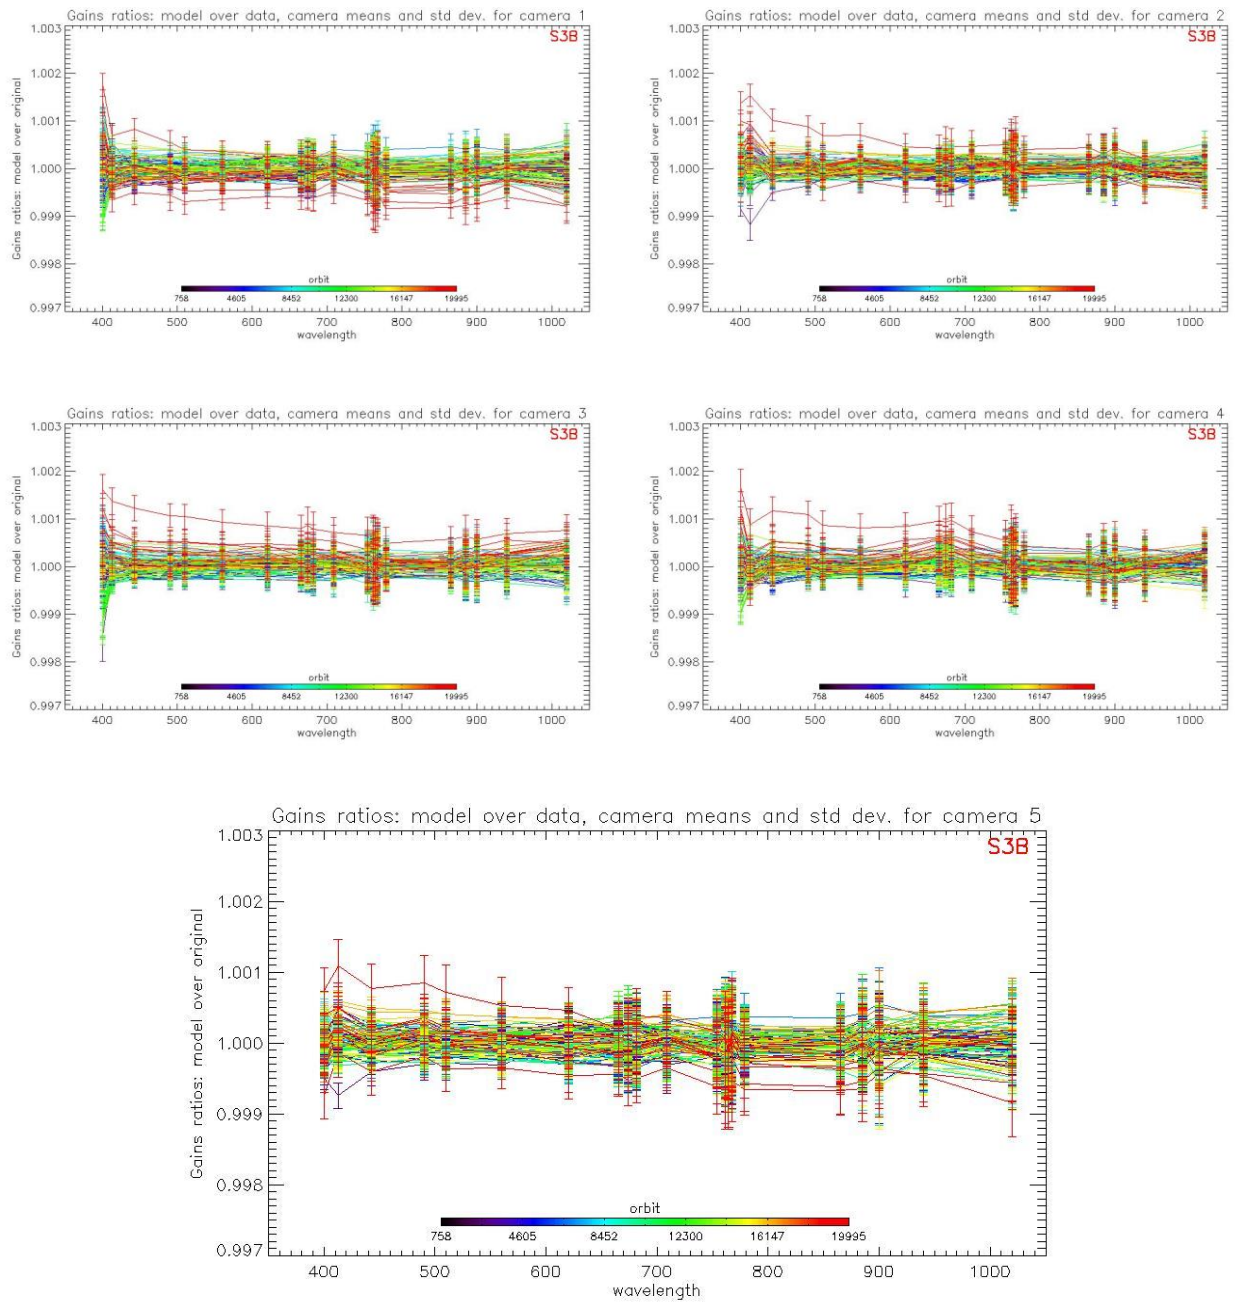 Gains ratios: model over data, camera means and std dev. for camera 1
S3B
1.003
1.002
1.001
1.000
0.999
0.998
0.997
Gains ratios: model over original
orbit
758 4605 8452 12300 16147 19995
400 500 600 700 800 900 1000
wavelength
Gains ratios: model over data, camera means and std dev. for camera 2
S3B
1.003
1.002
1.001
1.000
0.999
0.998
0.997
Gains ratios: model over original
orbit
758 4605 8452 12300 16147 19995
400 500 600 700 800 900 1000
wavelength
Gains ratios: model over data, camera means and std dev. for camera 3
S3B
1.003
1.002
1.001
1.000
0.999
0.998
0.997
Gains ratios: model over original
orbit
758 4605 8452 12300 16147 19995
400 500 600 700 800 900 1000
wavelength
Gains ratios: model over data, camera means and std dev. for camera 4
S3B
1.003
1.002
1.001
1.000
0.999
0.998
0.997
Gains ratios: model over original
orbit
758 4605 8452 12300 16147 19995
400 500 600 700 800 900 1000
wavelength
Gains ratios: model over data, camera means and std dev. for camera 5
S3B
1.003
1.002
1.001
1.000
0.999
0.998
0.997
Gains ratios: model over original
orbit
758 4605 8452 12300 16147 19995
400 500 600 700 800 900 1000
wavelength